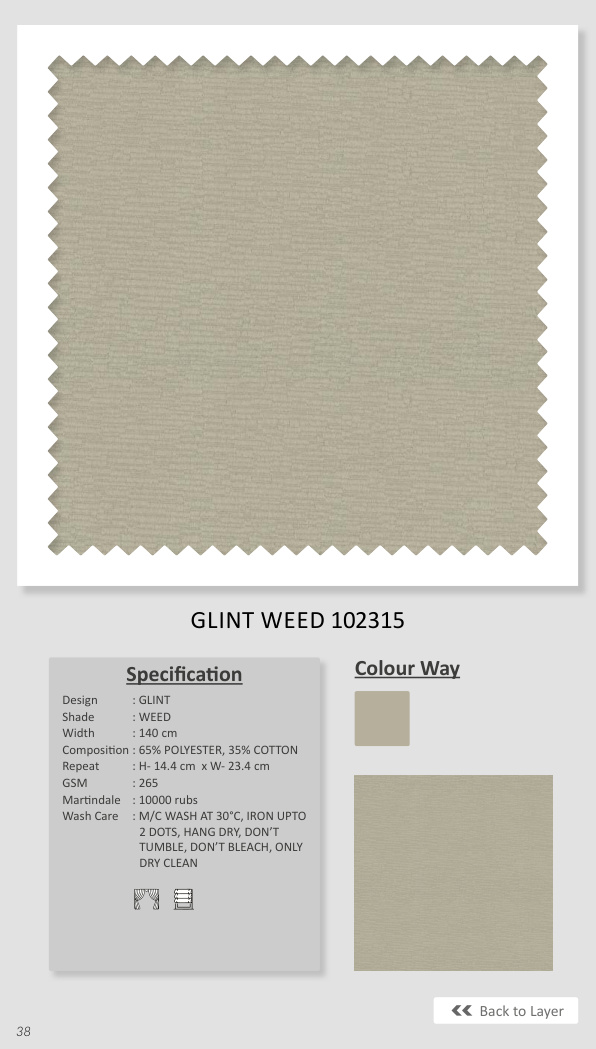 GLINT WEED 102315
Specification
Design : GLINT
Shade : WEED
Width : 140 cm
Composition : 65% POLYESTER, 35% COTTON
Repeat : H- 14.4 cm x W- 23.4 cm
GSM : 265
Martindale : 10000 rubs
Wash Care : M/C WASH AT 30°C, IRON UPTO
2 DOTS, HANG DRY, DON'T
TUMBLE, DON'T BLEACH, ONLY
DRY CLEAN
Colour Way
Back to Layer
38